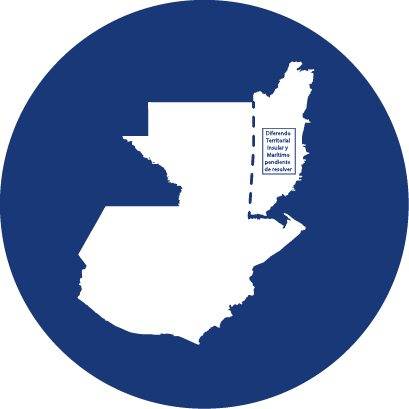 Diferendo
Territorial
Insular y
Marítimo
pendiente
de resolver